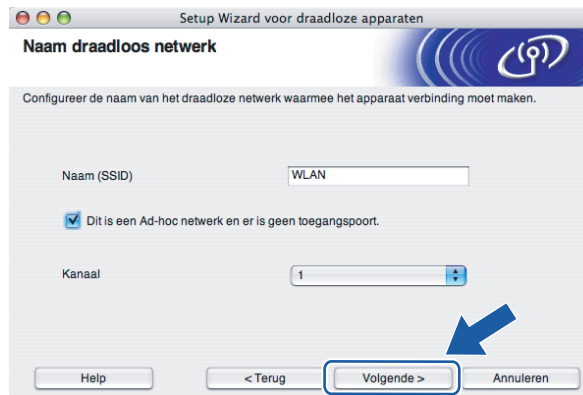 Setup Wizard voor draadloze apparaten
Naam draadloos netwerk
Configureer de naam van het draadloze netwerk waarmee het apparaat verbinding moet maken.
Naam (SSID)
WLAN
Dit is een Ad-hoc netwerk en er is geen toegangspoort.
Kanaal
1
Help
< Terug
Volgende >
Annuleren